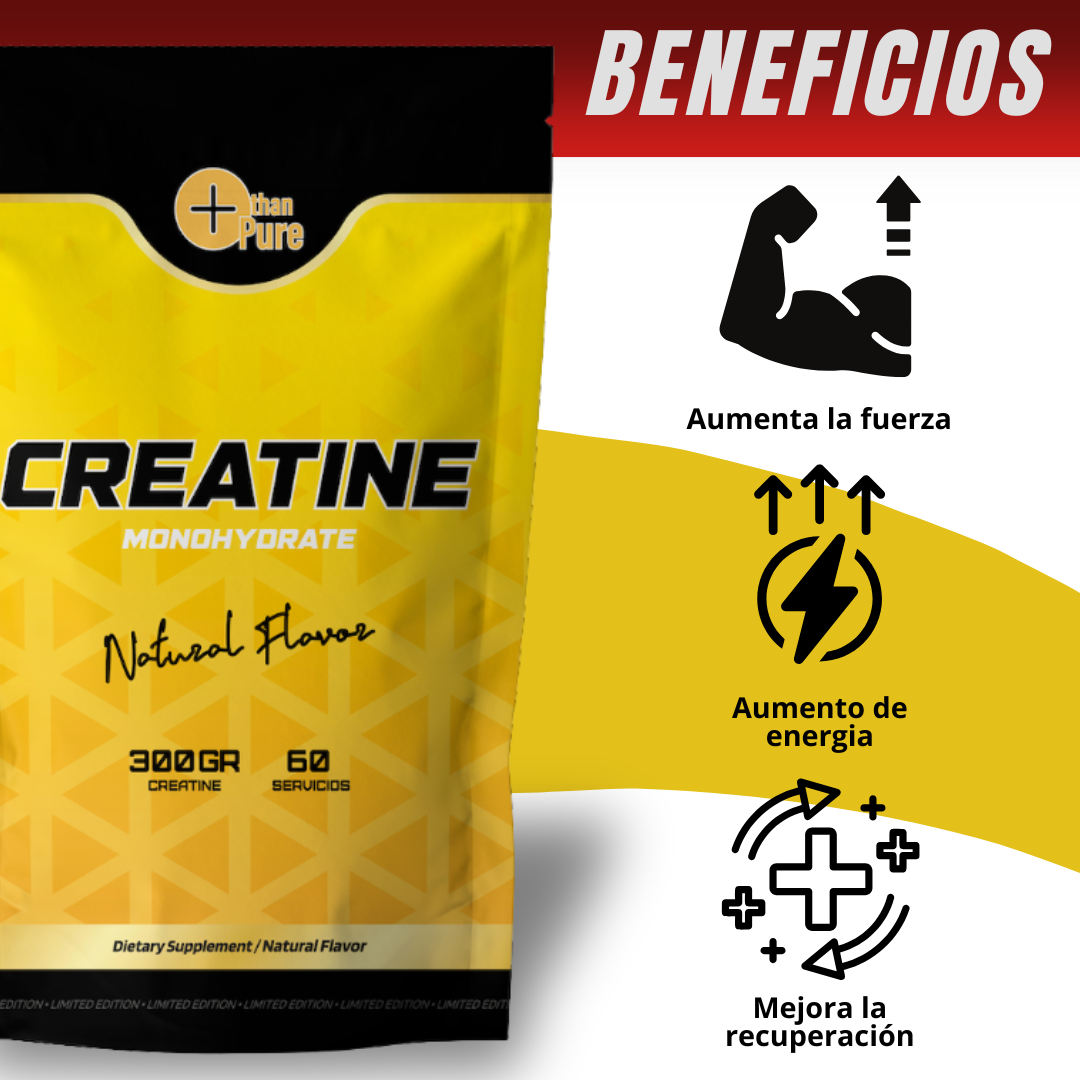 BENEFICIOS
than
Pure
CREATINE
MONOHYDRATE
Natural Flavor
300GR 60
CREATINE SERVICIOS
Dietary Supplement / Natural Flavor
EDITION • LIMITED EDITION • LIMITED EDITION • LIMITED EDITION • LIMITED EDITION • LIMITED EDIT
Aumenta la fuerza
Aumento de
energia
Mejora la
recuperación